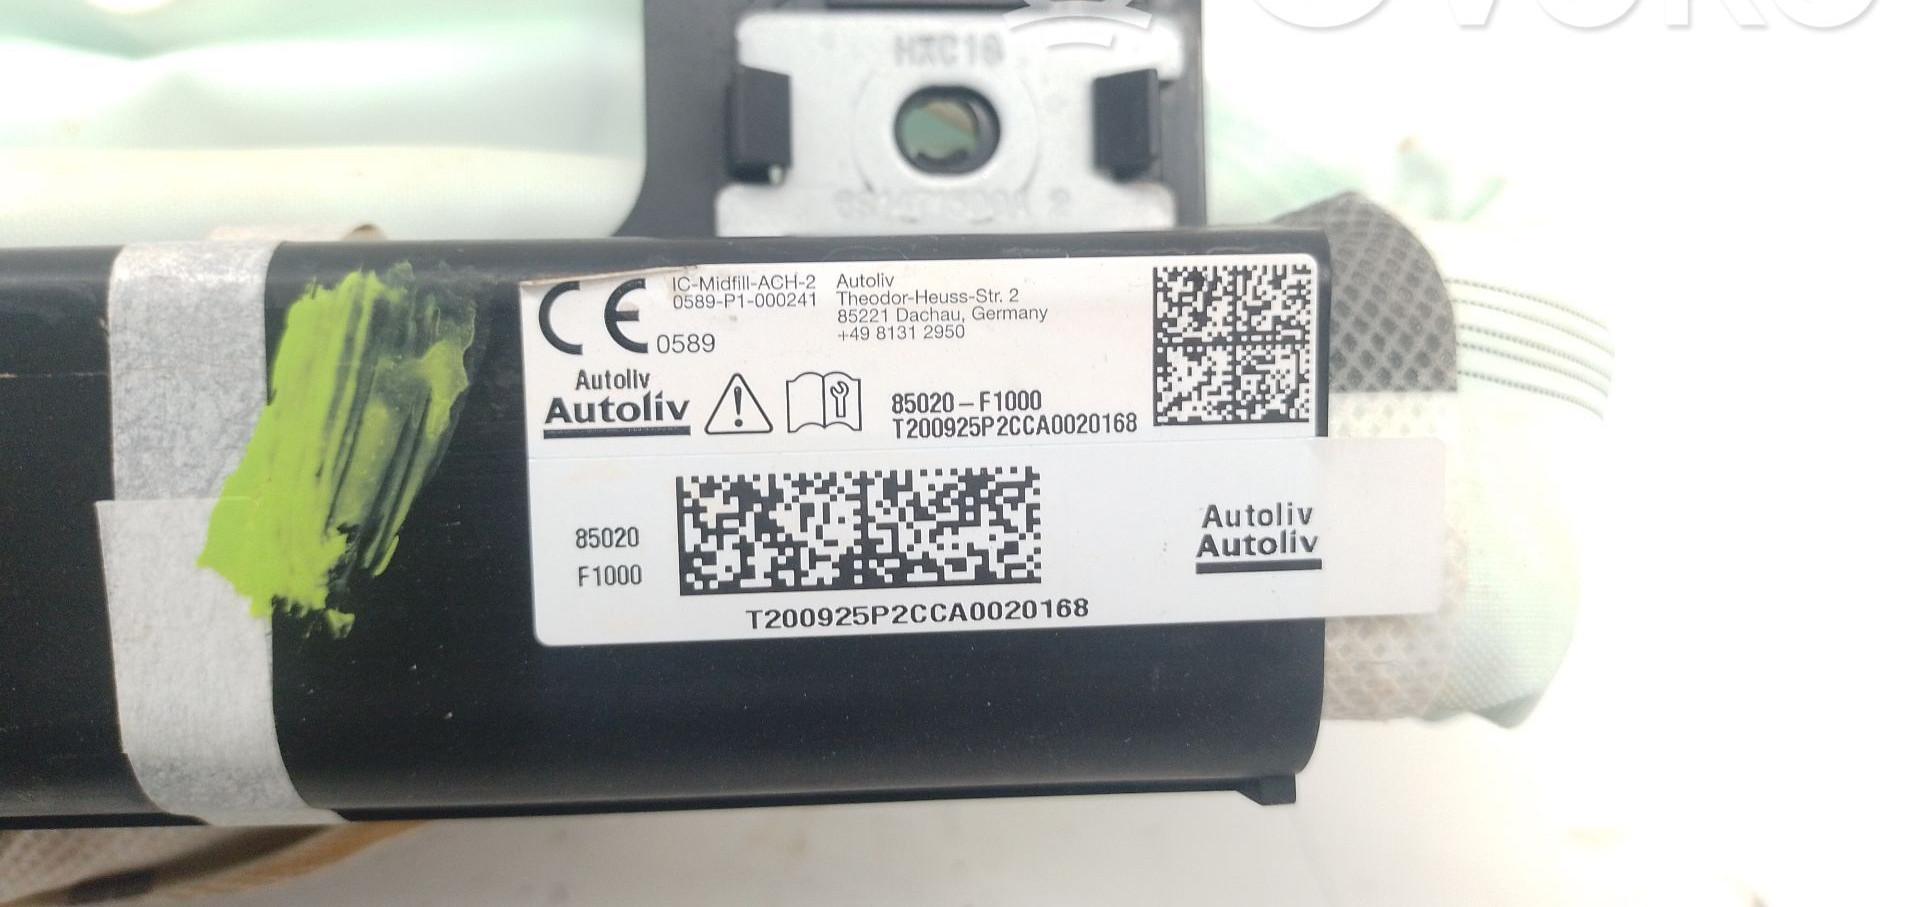 HXC16
CE 0589
IC-Midfill-ACH-2
0589-P1-000241
Autoliv
Theodor-Heuss-Str. 2
85221 Dachau, Germany
+49 8131 2950
Autoliv
Autoliv
85020-F1000
T200925P2CCA0020168
85020
F1000
T200925P2CCA0020168
Autoliv
Autoliv